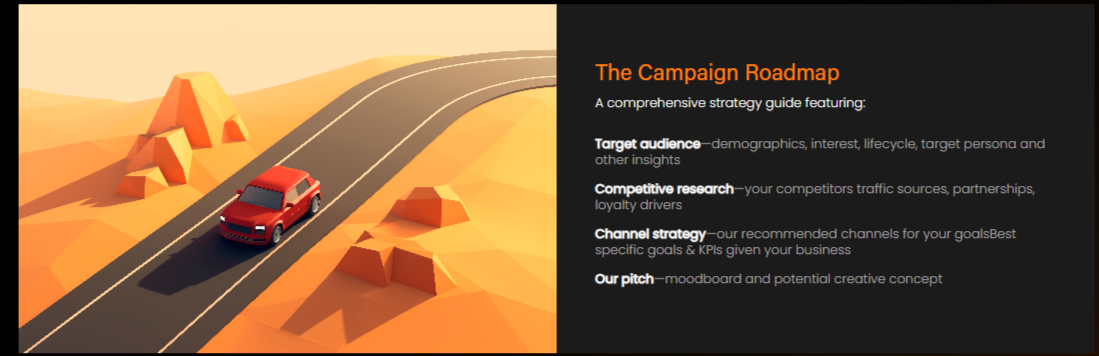 The Campaign Roadmap
A comprehensive strategy guide featuring:
Target audience—demographics, interest, lifecycle, target persona and
other insights
Competitive research—your competitors traffic sources, partnerships,
loyalty drivers
Channel strategy—our recommended channels for your goalsBest
specific goals & KPIs given your business
Our pitch—moodboard and potential creative concept